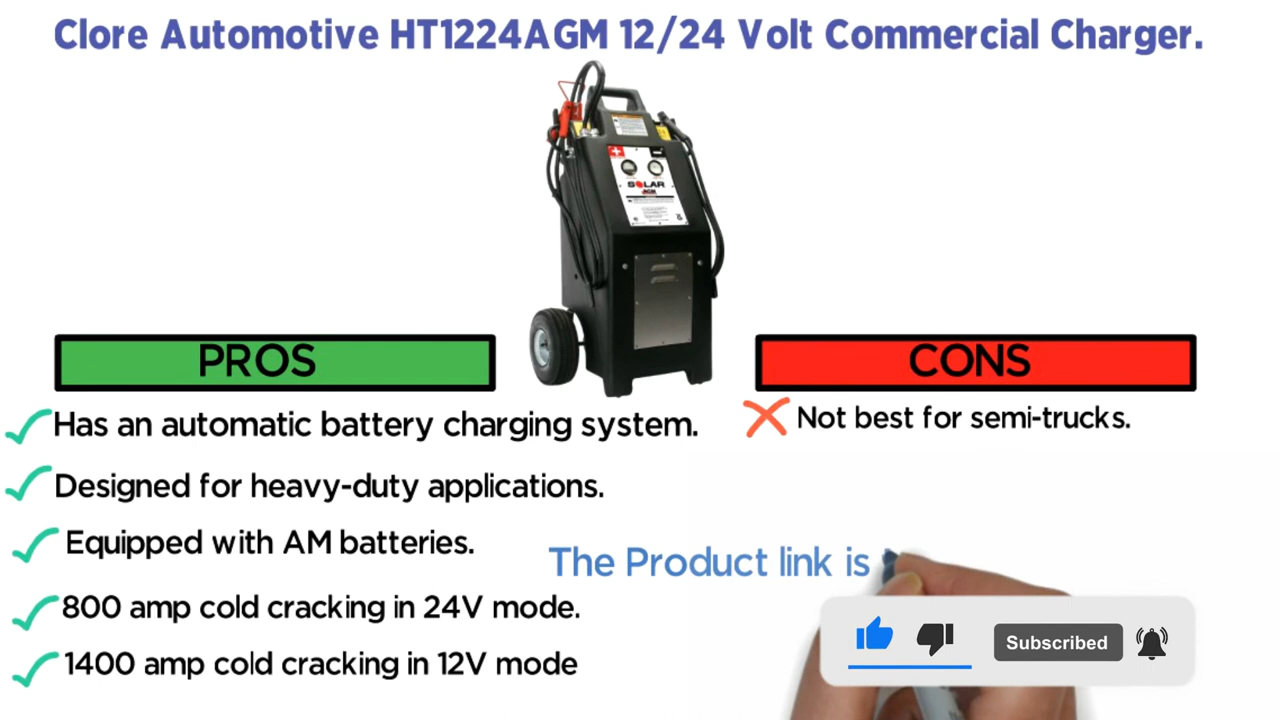 Clore Automotive HT1224AGM 12/24 Volt Commercial Charger.
SOLAR
AGM
PROS
CONS
Has an automatic battery charging system.
Not best for semi-trucks.
Designed for heavy-duty applications.
Equipped with AM batteries.
The Product link is
800 amp cold cracking in 24V mode.
Subscribed
1400 amp cold cracking in 12V mode